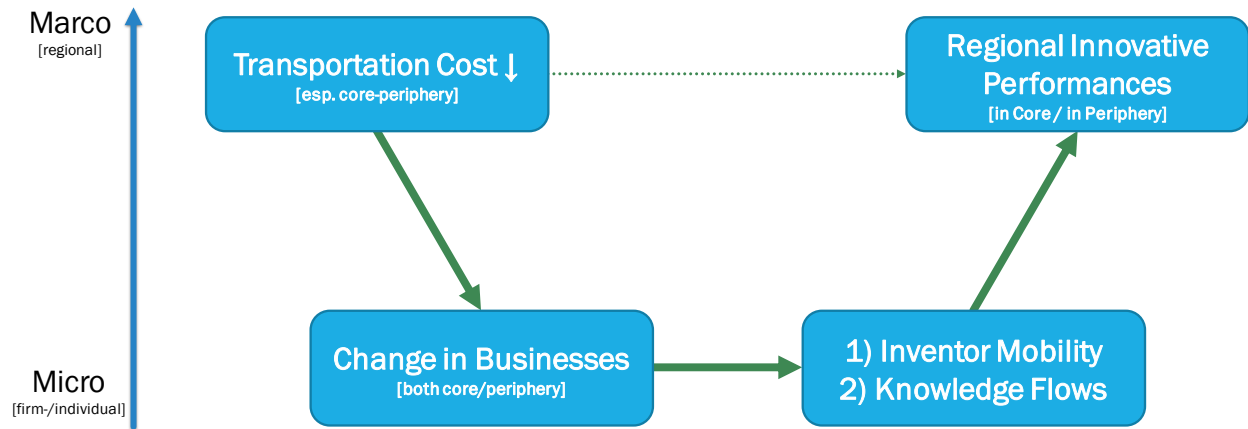 Marco
[regional]
Transportation Cost ↓
[esp. core-periphery]
Regional Innovative
Performances
[in Core / in Periphery]
Change in Businesses
[both core/periphery]
1) Inventor Mobility
2) Knowledge Flows
Micro
[firm-/individual]